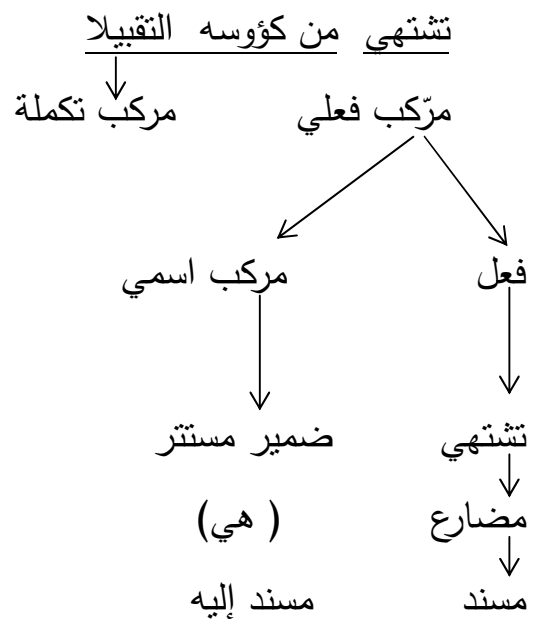 تشتهي من كؤوسه التقبيلا
مرّكب فعلي مركب تكملة
فعل مركب اسمي
تشتهي ضمير مستتر
مضارع ( هي)
مسند مسند إليه